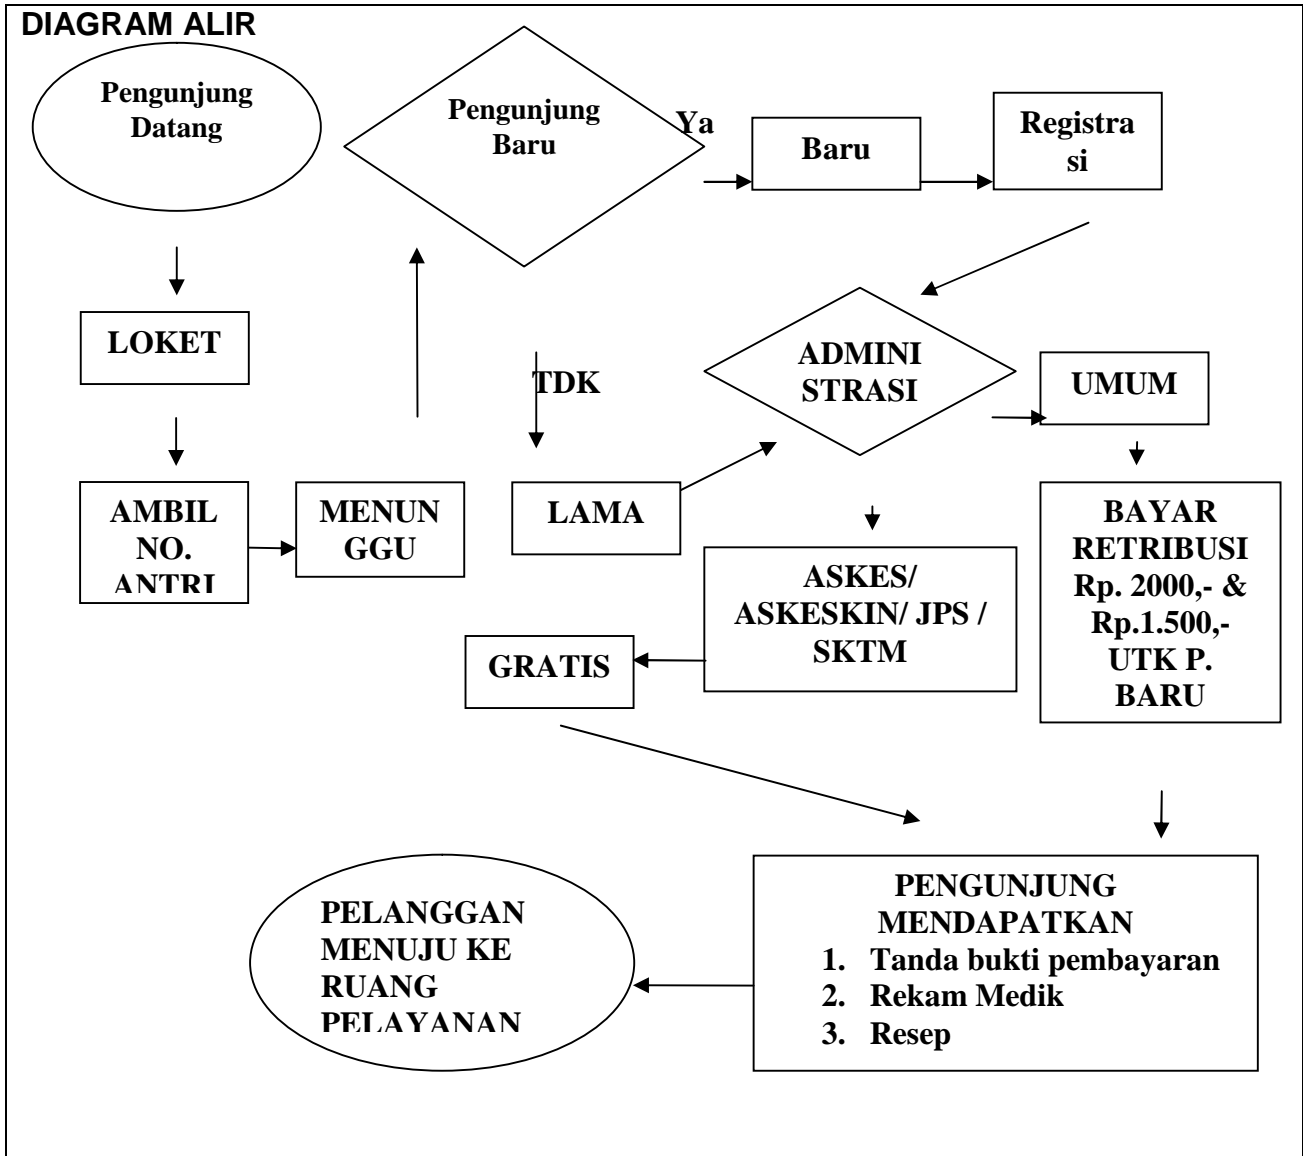 DIAGRAM ALIR
Pengunjung
Datang
Pengunjung
Baru
Ya
Baru
Registra
si
LOKET
TDK
ADMINI
STRASI
UMUM
AMBIL
NO.
ANTRI
MENUN
GGU
LAMA
BAYAR
RETRIBUSI
Rp. 2000,- &
Rp.1.500,-
UTK P.
BARU
ASKES/
ASKESKIN/ JPS /
SKTM
GRATIS
PELANGGAN
MENUJU KE
RUANG
PELAYANAN
PENGUNJUNG
MENDAPATKAN
1. Tanda bukti pembayaran
2. Rekam Medik
3. Resep